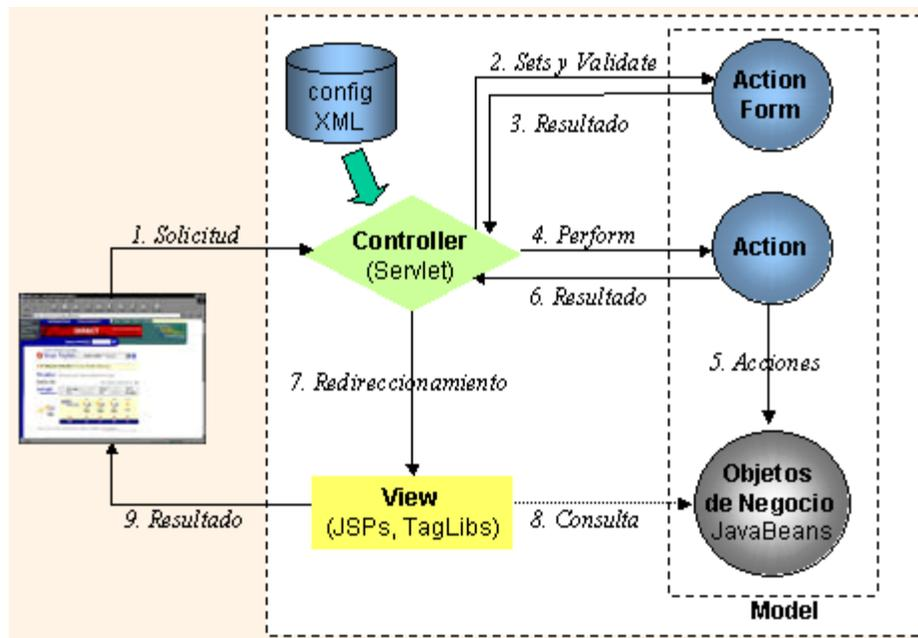 config
XML
2. Sets y Validate
Action
Form
3. Resultado
1. Solicitud
Controller
(Servlet)
4. Perform
Action
6. Resultado
7. Redireccionamiento
5. Acciones
View
(JSPs, TagLibs)
8. Consulta
Objetos
de Negocio
JavaBeans
9. Resultado
Model